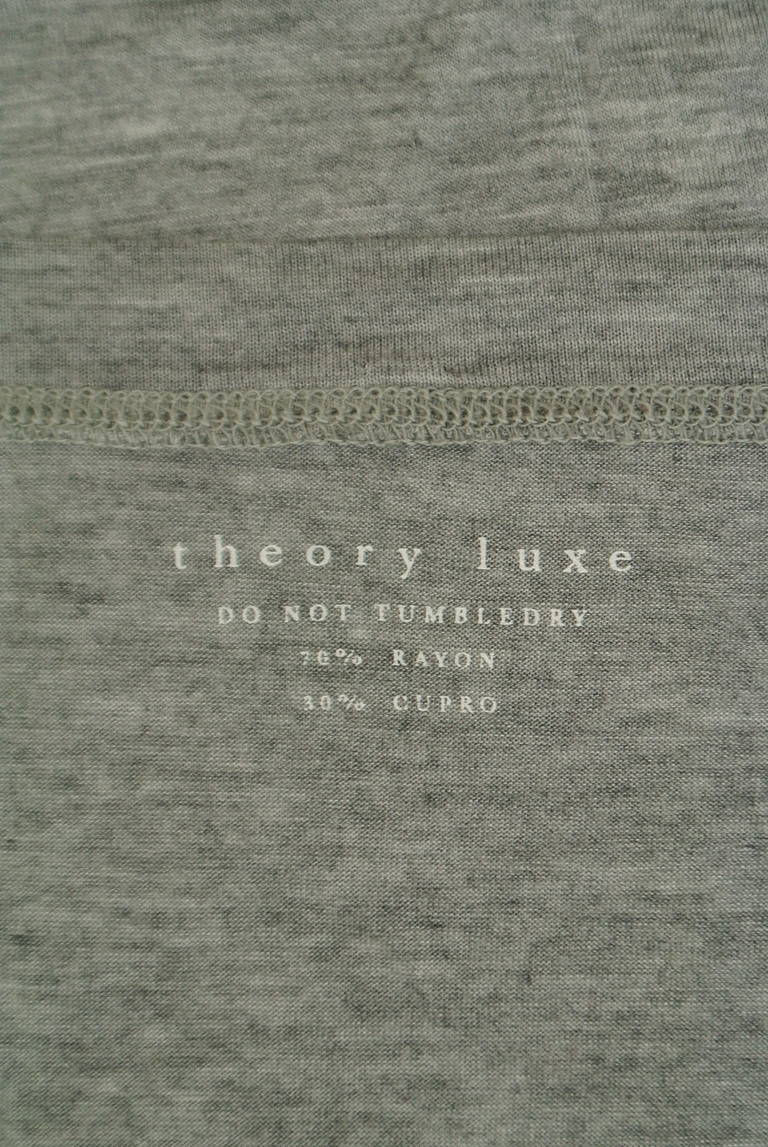 theory luxe
DO NOT TUMBLEDRY
70% RAYON
30% CUPRO